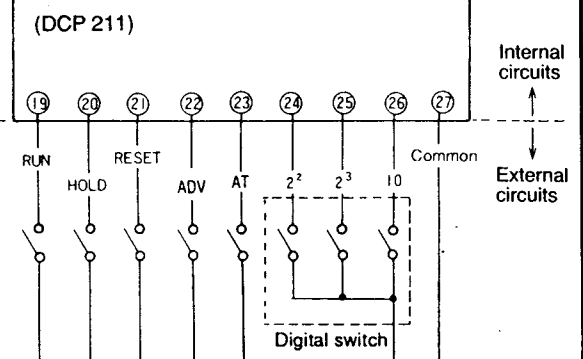 (DCP 211)
Internal
circuits
19 20 21 22 23 24 25 26 27
RUN HOLD RESET ADV AT 2² 2³ 10 Common
External
circuits
Digital switch